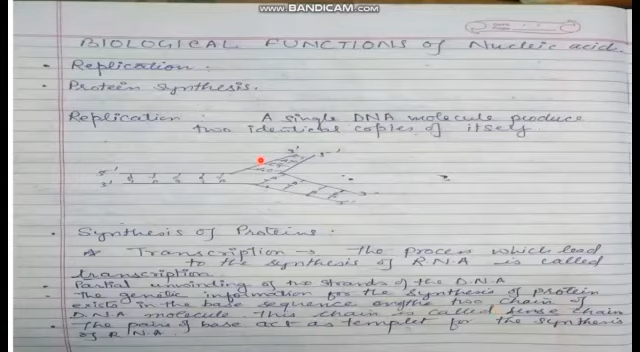 WWW.BANDICAM.COM
BIOLOGICAL FUNCTIONS of Nucleic acid.
Replication.
Protein synthesis.
Replication: A single DNA molecule produce
two identical copies of itself
Synthesis of Proteins.
Transcription → The process which lead
to the synthesis of R.N.A is called
transcription
Partial unwinding of two strands of the D.N.A
The genetic information for the synthesis of protein
exists in the base sequence two chain of
D.N.A molecule this chain is called sense chain
The pairs of base act as templet for the synthesis
of R N.A.